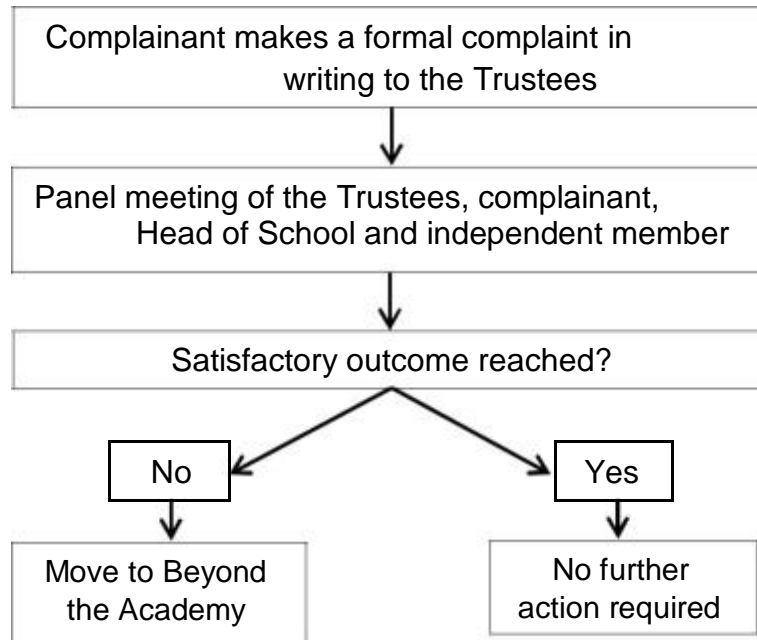 Complainant makes a formal complaint in
writing to the Trustees
Panel meeting of the Trustees, complainant,
Head of School and independent member
Satisfactory outcome reached?
No
Yes
Move to Beyond
the Academy
No further
action required